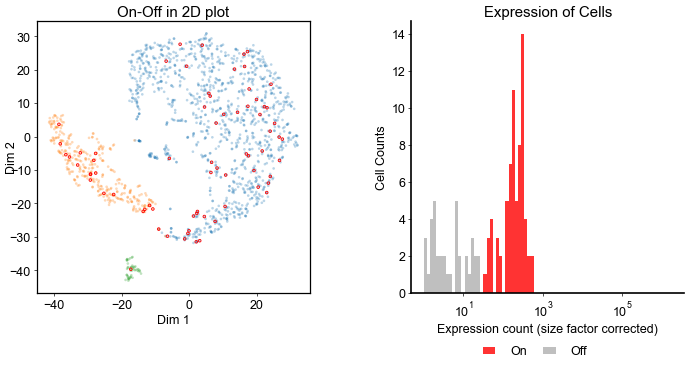 On-Off in 2D plot
30
20
10
0
−10
−20
−30
−40
Dim 2
−40 −20 0 20
Dim 1
Expression of Cells
14
12
10
8
6
4
2
0
Cell Counts
10^1 10^3 10^5
Expression count (size factor corrected)
On Off